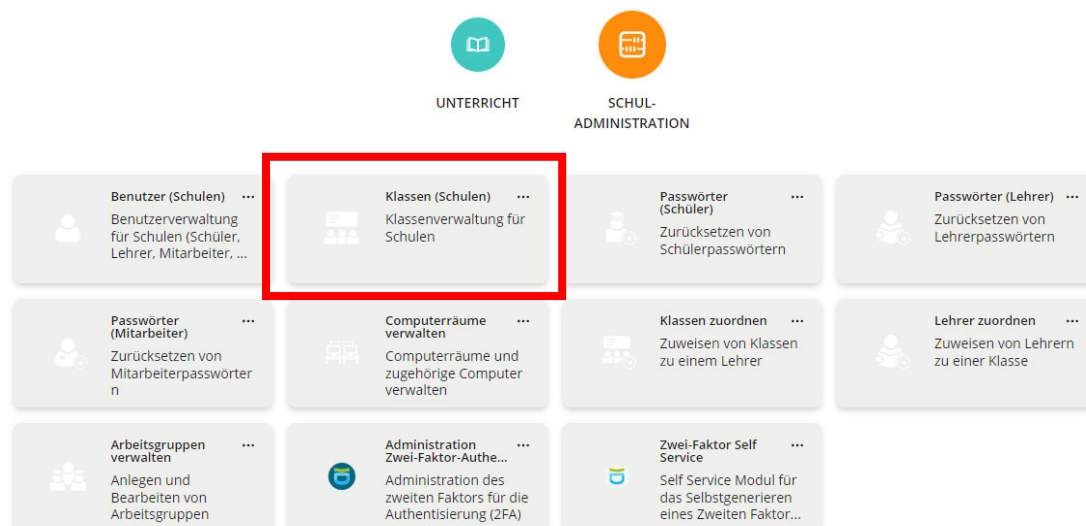 UNTERRICHT
SCHUL-
ADMINISTRATION
Benutzer (Schulen) ...
Benutzerverwaltung
für Schulen (Schüler,
Lehrer, Mitarbeiter, ...
Klassen (Schulen) ...
Klassenverwaltung für
Schulen
Passwörter ...
(Schüler)
Zurücksetzen von
Schülerpasswörtern
Passwörter (Lehrer) ...
Zurücksetzen von
Lehrerpasswörtern
Passwörter ...
(Mitarbeiter)
Zurücksetzen von
Mitarbeiterpasswörter
n
Computerräume ...
verwalten
Computerräume und
zugehörige Computer
verwalten
Klassen zuordnen ...
Zuweisen von Klassen
zu einem Lehrer
Lehrer zuordnen ...
Zuweisen von Lehrern
zu einer Klasse
Arbeitsgruppen ...
verwalten
Anlegen und
Bearbeiten von
Arbeitsgruppen
Administration ...
Zwei-Faktor-Authe...
Administration des
zweiten Faktors für die
Authentisierung (2FA)
Zwei-Faktor Self ...
Service
Self Service Modul für
das Selbstgenerieren
eines Zweiten Faktor...